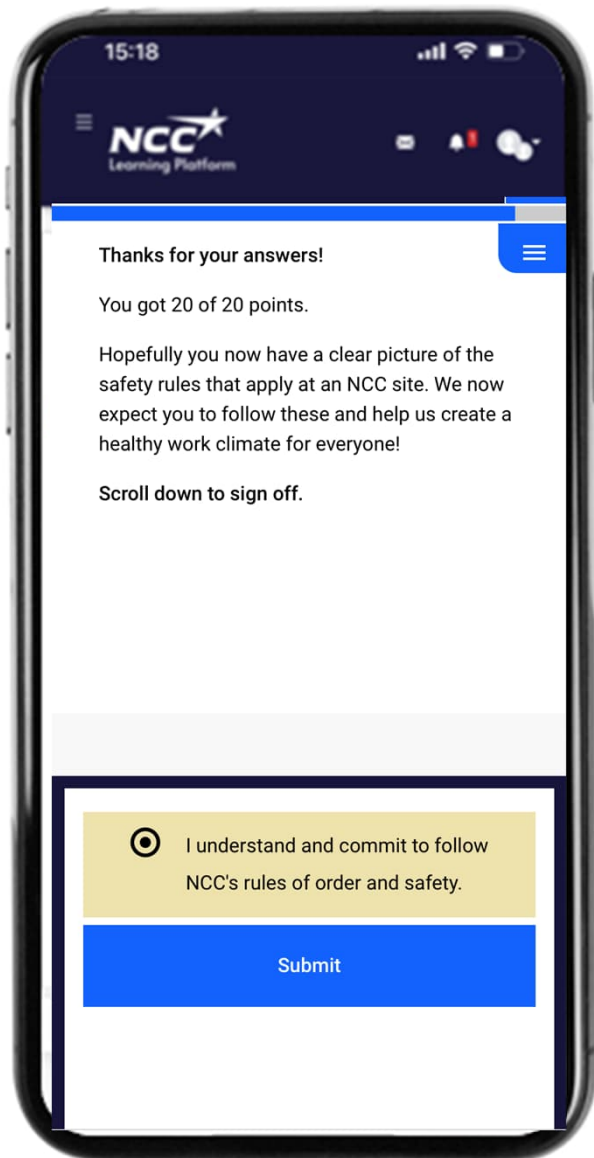 15:18
NCC
Learning Platform
Thanks for your answers!
You got 20 of 20 points.
Hopefully you now have a clear picture of the
safety rules that apply at an NCC site. We now
expect you to follow these and help us create a
healthy work climate for everyone!
Scroll down to sign off.
I understand and commit to follow
NCC's rules of order and safety.
Submit